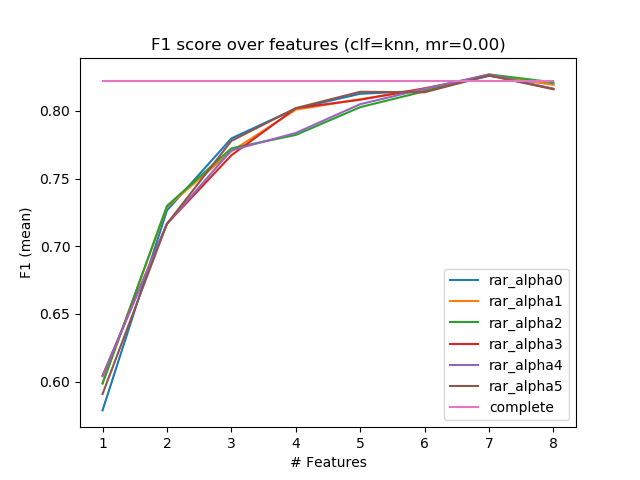 F1 score over features (clf=knn, mr=0.00)
0.80
0.75
0.70
0.65
0.60
F1 (mean)
rar_alpha0
rar_alpha1
rar_alpha2
rar_alpha3
rar_alpha4
rar_alpha5
complete
1 2 3 4 5 6 7 8
# Features